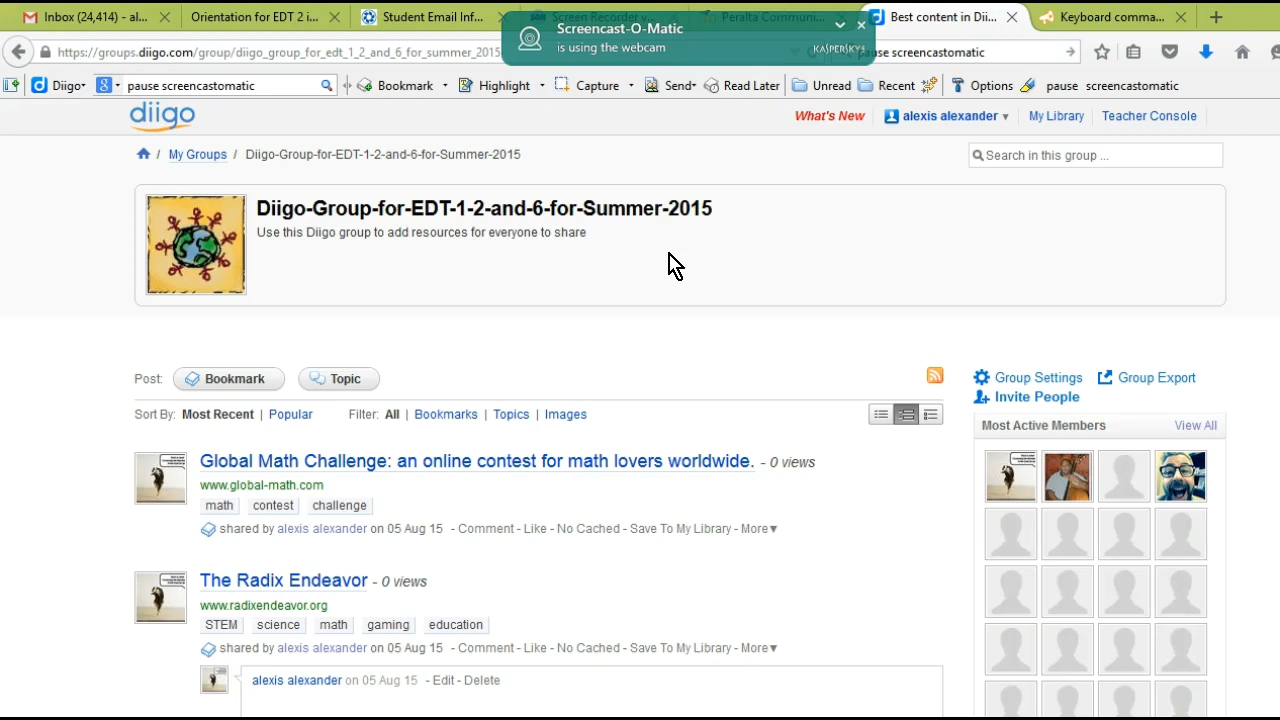 Inbox (24,414) - al...
Orientation for EDT 2 i...
Student Email Inf...
Screen Recorder
Peralta Communi...
Best content in Dii...
Keyboard comma...
Screencast-O-Matic
is using the webcam
KASPERSKY
https://groups.diigo.com/group/diigo_group_for_edt_1_2_and_6_for_summer_2015
pause screencastomatic
Diigo
pause screencastomatic
Bookmark
Highlight
Capture
Send
Read Later
Unread
Recent
Options
pause screencastomatic
diigo
What's New
alexis alexander
My Library
Teacher Console
/ My Groups / Diigo-Group-for-EDT-1-2-and-6-for-Summer-2015
Search in this group ...
Diigo-Group-for-EDT-1-2-and-6-for-Summer-2015
Use this Diigo group to add resources for everyone to share
Post: Bookmark Topic
Group Settings Group Export
Invite People
Sort By: Most Recent | Popular Filter: All | Bookmarks | Topics | Images
Most Active Members View All
Global Math Challenge: an online contest for math lovers worldwide. - 0 views
www.global-math.com
math contest challenge
shared by alexis alexander on 05 Aug 15 - Comment - Like - No Cached - Save To My Library - More▼
The Radix Endeavor - 0 views
www.radixendeavor.org
STEM science math gaming education
shared by alexis alexander on 05 Aug 15 - Comment - Like - No Cached - Save To My Library - More▼
alexis alexander on 05 Aug 15 - Edit - Delete